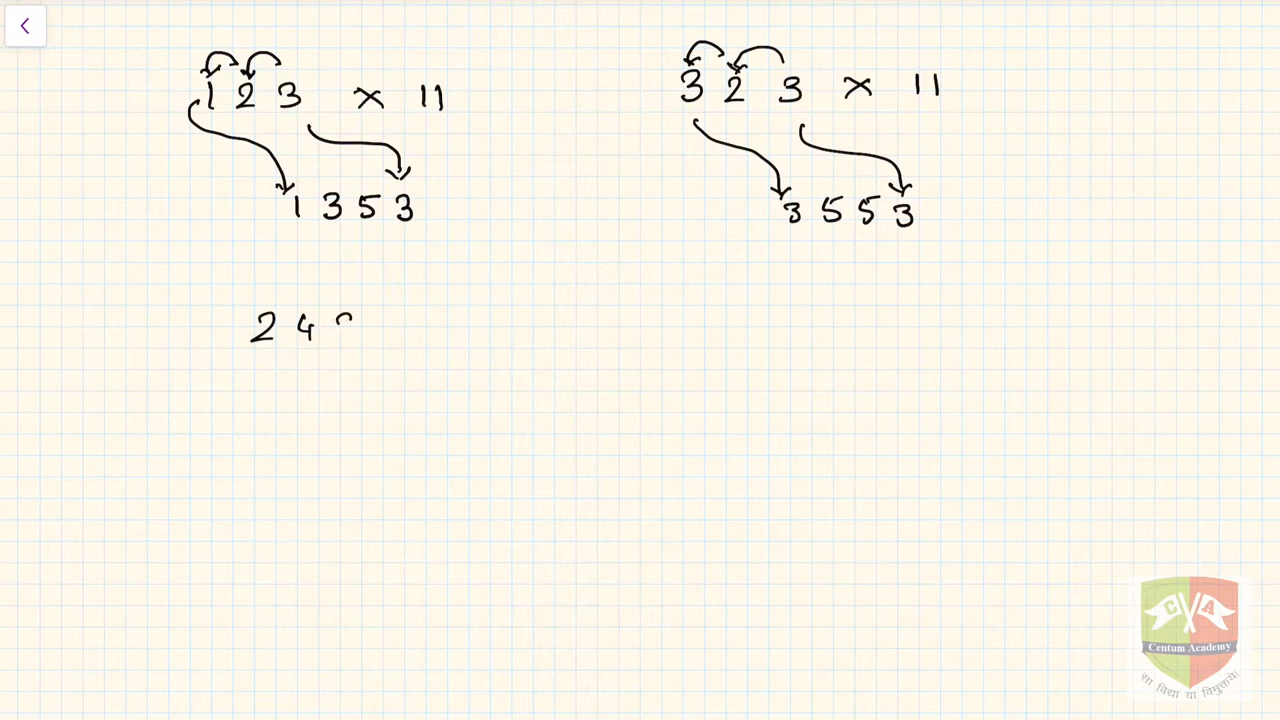 1 2 3 × 11
1 3 5 3
3 2 3 × 11
3 5 5 3
2 4
C A
Centum Academy
सा विद्या या विमुक्तये।